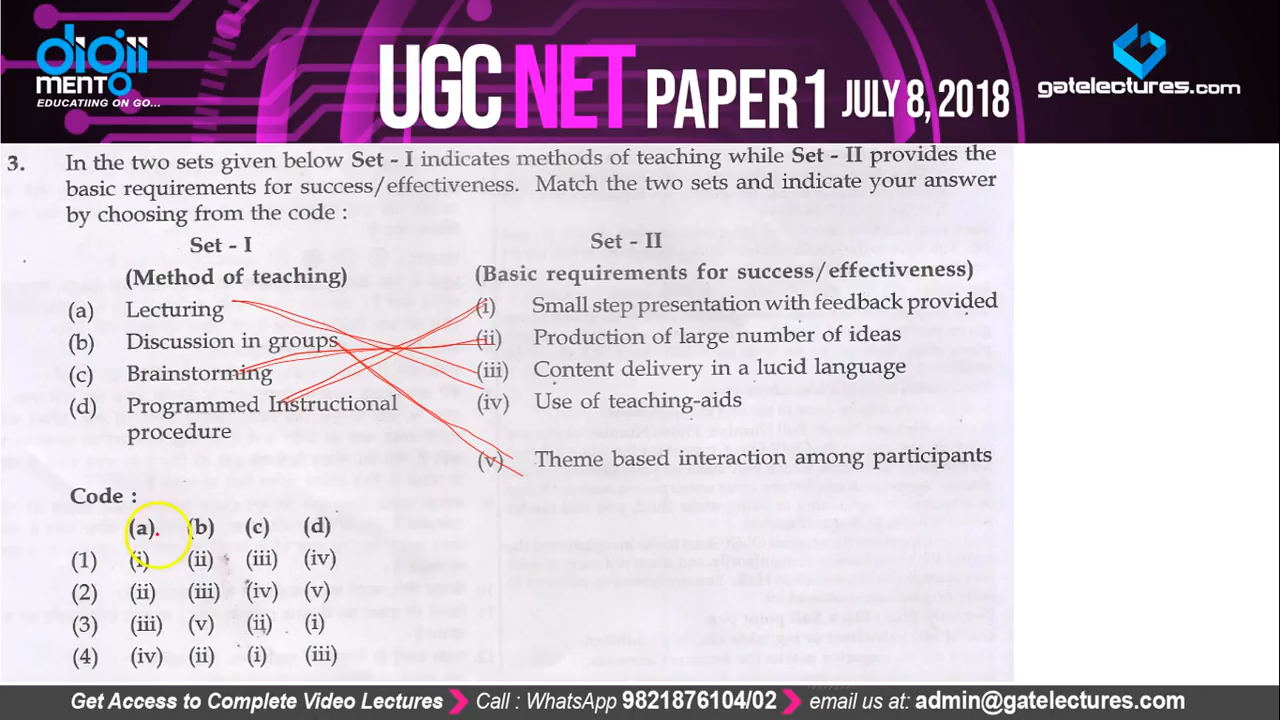 digii
MENTO
EDUCATING ON GO...
UGC NET PAPER 1 JULY 8, 2018
gatelectures.com
3. In the two sets given below Set - I indicates methods of teaching while Set - II provides the
basic requirements for success/effectiveness. Match the two sets and indicate your answer
by choosing from the code :
Set - I Set - II
(Method of teaching) (Basic requirements for success/effectiveness)
(a) Lecturing (i) Small step presentation with feedback provided
(b) Discussion in groups (ii) Production of large number of ideas
(c) Brainstorming (iii) Content delivery in a lucid language
(d) Programmed Instructional (iv) Use of teaching-aids
procedure
(v) Theme based interaction among participants
Code :
(a) (b) (c) (d)
(1) (i) (ii) (iii) (iv)
(2) (ii) (iii) (iv) (v)
(3) (iii) (v) (ii) (i)
(4) (iv) (ii) (i) (iii)
Get Access to Complete Video Lectures Call : WhatsApp 9821876104/02 email us at: admin@gatelectures.com